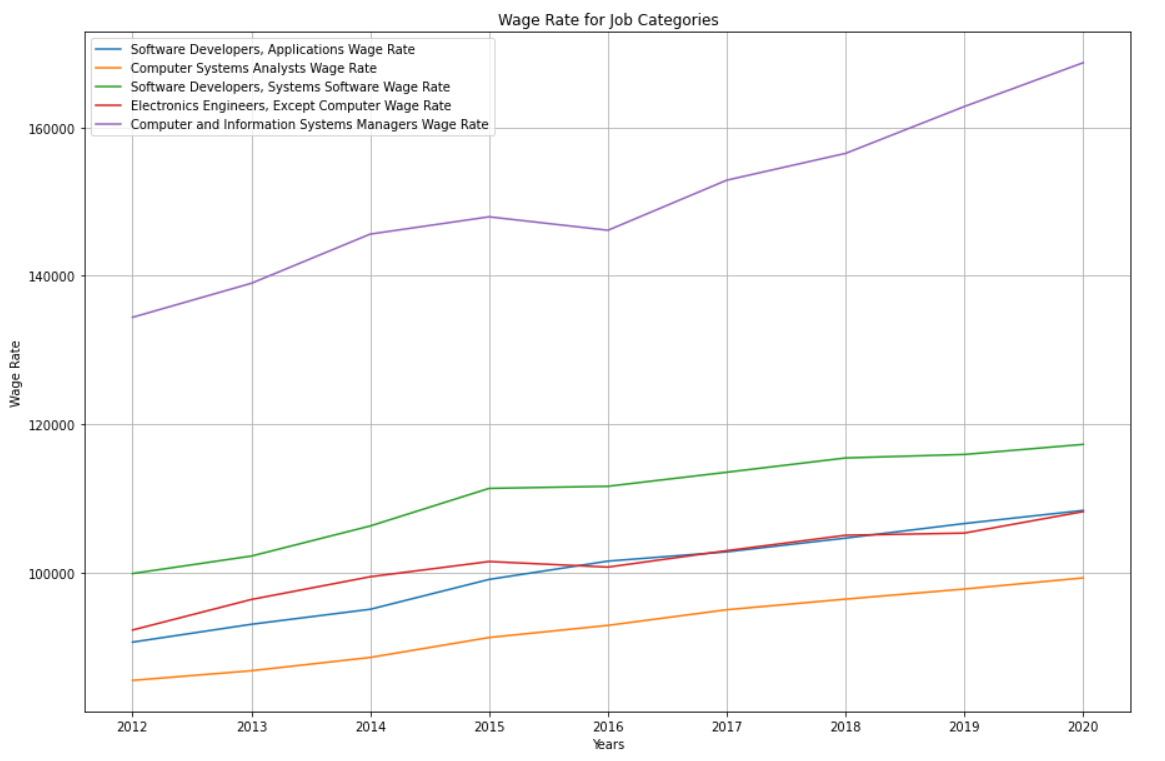 Wage Rate for Job Categories
Software Developers, Applications Wage Rate
Computer Systems Analysts Wage Rate
Software Developers, Systems Software Wage Rate
Electronics Engineers, Except Computer Wage Rate
Computer and Information Systems Managers Wage Rate
160000
140000
120000
100000
Wage Rate
2012 2013 2014 2015 2016 2017 2018 2019 2020
Years